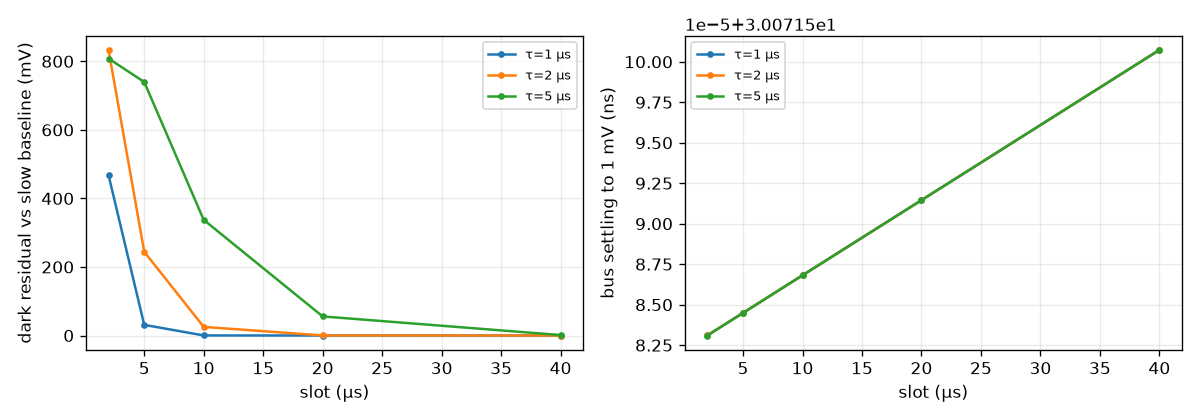 800
600
400
200
0
dark residual vs slow baseline (mV)
5 10 15 20 25 30 35 40
slot (µs)
τ=1 µs
τ=2 µs
τ=5 µs
1e−5+3.00715e1
10.00
9.75
9.50
9.25
9.00
8.75
8.50
8.25
bus settling to 1 mV (ns)
5 10 15 20 25 30 35 40
slot (µs)
τ=1 µs
τ=2 µs
τ=5 µs